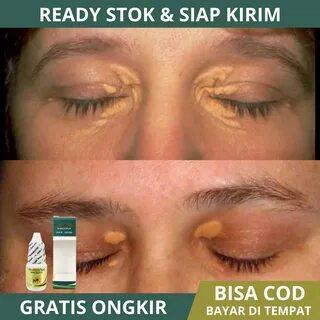 READY STOK & SIAP KIRIM
GRATIS ONGKIR
BISA COD
BAYAR DI TEMPAT